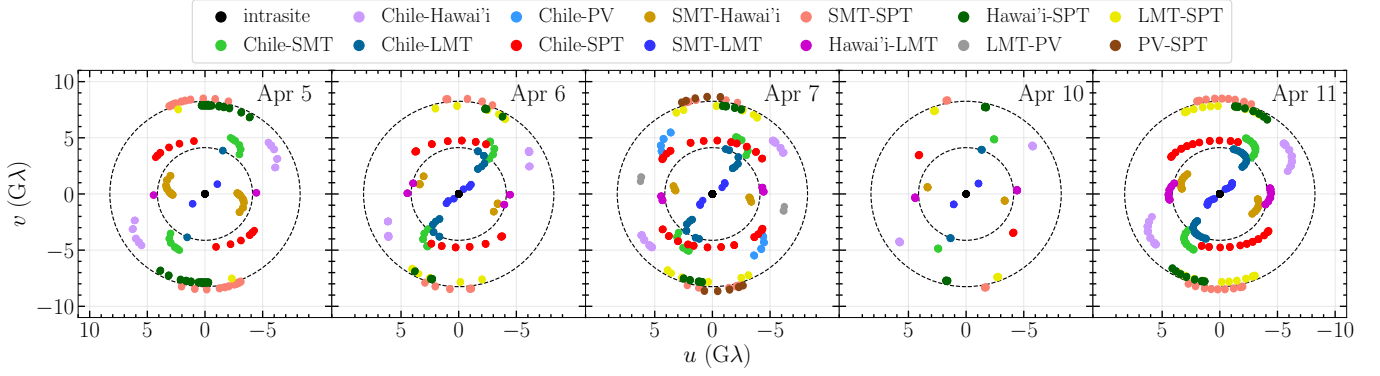 intrasite Chile-Hawai'i Chile-PV SMT-Hawai'i SMT-SPT Hawai'i-SPT LMT-SPT
Chile-SMT Chile-LMT Chile-SPT SMT-LMT Hawai'i-LMT LMT-PV PV-SPT
Apr 5 Apr 6 Apr 7 Apr 10 Apr 11
10
5
0
−5
−10
v (Gλ)
10 5 0 −5 5 0 −5 5 0 −5 5 0 −5 5 0 −5 −10
u (Gλ)